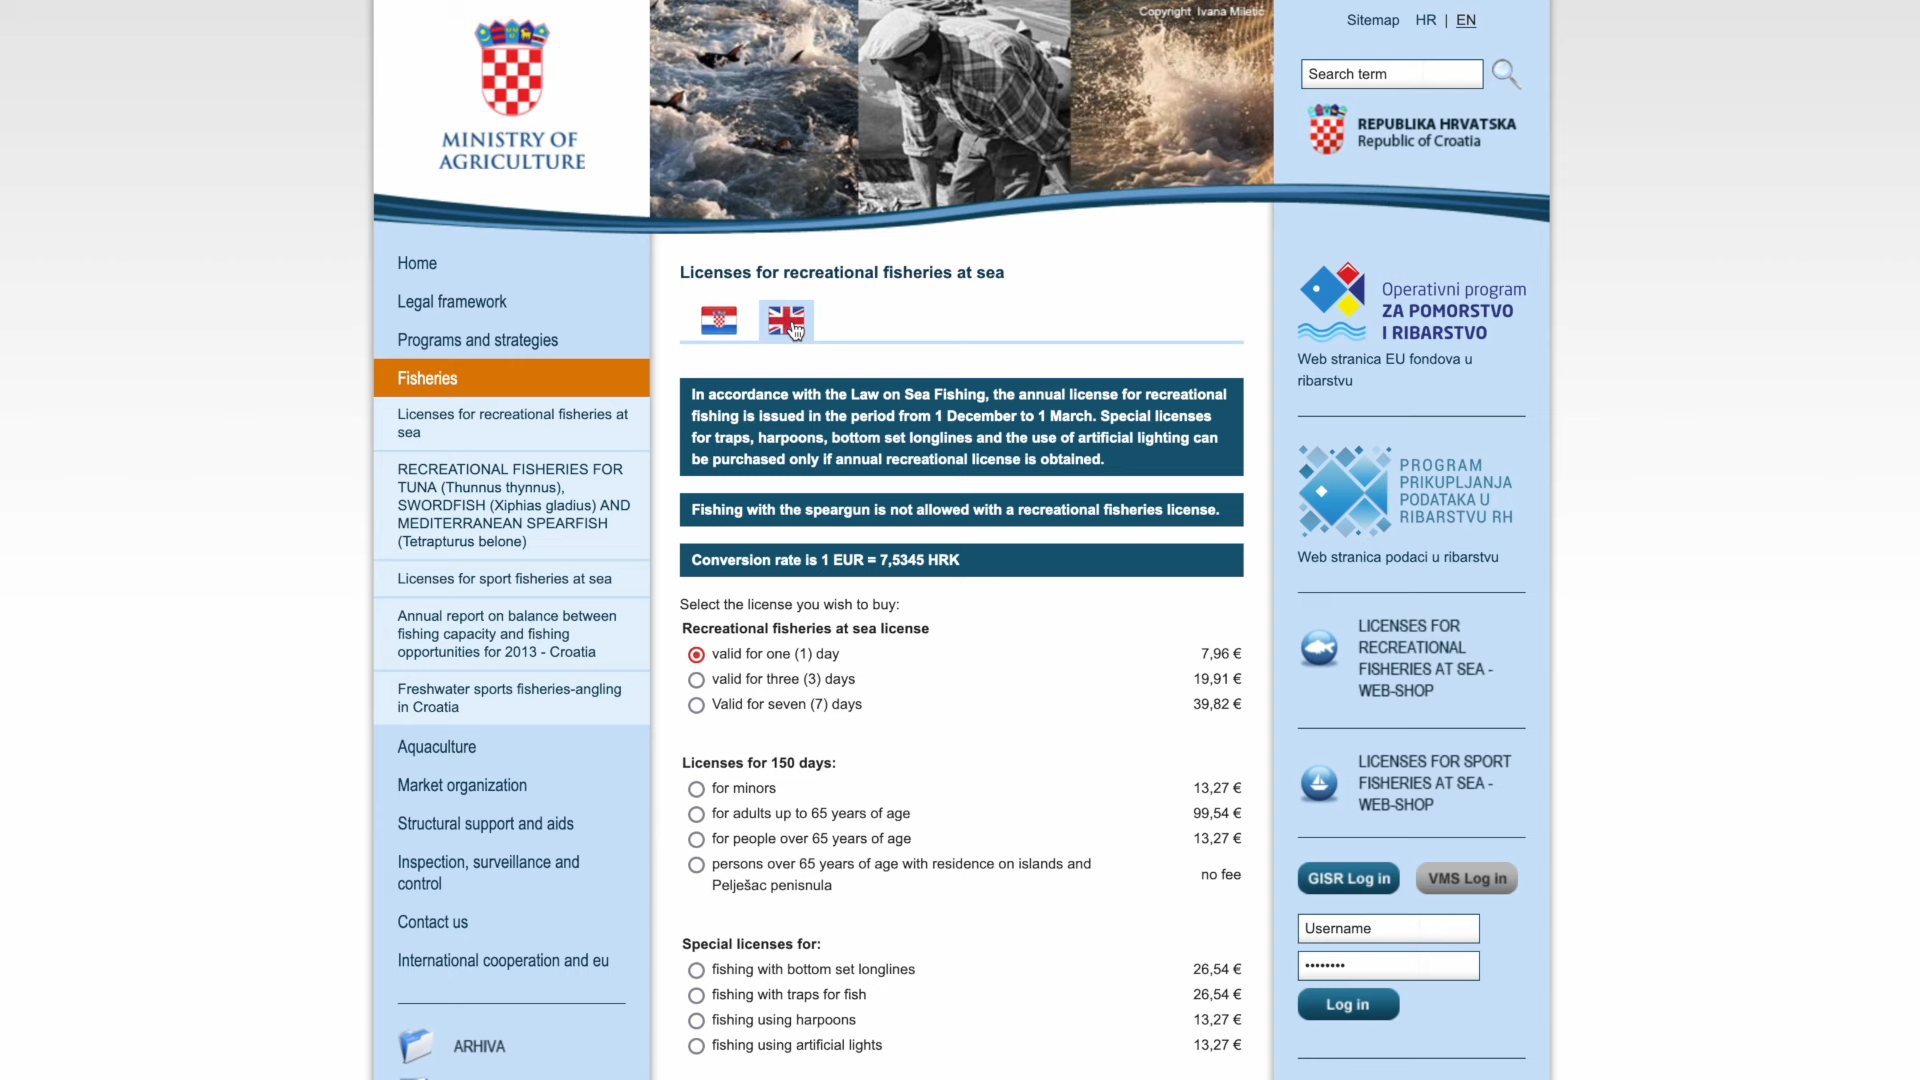 MINISTRY OF
AGRICULTURE
Copyright Ivana Miletić
Sitemap HR | EN
Search term
REPUBLIKA HRVATSKA
Republic of Croatia
Home
Legal framework
Programs and strategies
Fisheries
Licenses for recreational fisheries at
sea
RECREATIONAL FISHERIES FOR
TUNA (Thunnus thynnus),
SWORDFISH (Xiphias gladius) AND
MEDITERRANEAN SPEARFISH
(Tetrapturus belone)
Licenses for sport fisheries at sea
Annual report on balance between
fishing capacity and fishing
opportunities for 2013 - Croatia
Freshwater sports fisheries-angling
in Croatia
Aquaculture
Market organization
Structural support and aids
Inspection, surveillance and
control
Contact us
International cooperation and eu
ARHIVA
Licenses for recreational fisheries at sea
In accordance with the Law on Sea Fishing, the annual license for recreational
fishing is issued in the period from 1 December to 1 March. Special licenses
for traps, harpoons, bottom set longlines and the use of artificial lighting can
be purchased only if annual recreational license is obtained.
Fishing with the speargun is not allowed with a recreational fisheries license.
Conversion rate is 1 EUR = 7,5345 HRK
Select the license you wish to buy:
Recreational fisheries at sea license
valid for one (1) day 7,96 €
valid for three (3) days 19,91 €
Valid for seven (7) days 39,82 €
Licenses for 150 days:
for minors 13,27 €
for adults up to 65 years of age 99,54 €
for people over 65 years of age 13,27 €
persons over 65 years of age with residence on islands and
Pelješac penisnula no fee
Special licenses for:
fishing with bottom set longlines 26,54 €
fishing with traps for fish 26,54 €
fishing using harpoons 13,27 €
fishing using artificial lights 13,27 €
Operativni program
ZA POMORSTVO
I RIBARSTVO
Web stranica EU fondova u
ribarstvu
PROGRAM
PRIKUPLJANJA
PODATAKA U
RIBARSTVU RH
Web stranica podaci u ribarstvu
LICENSES FOR
RECREATIONAL
FISHERIES AT SEA -
WEB-SHOP
LICENSES FOR SPORT
FISHERIES AT SEA -
WEB-SHOP
GISR Log in VMS Log in
Username
••••••••
Log in